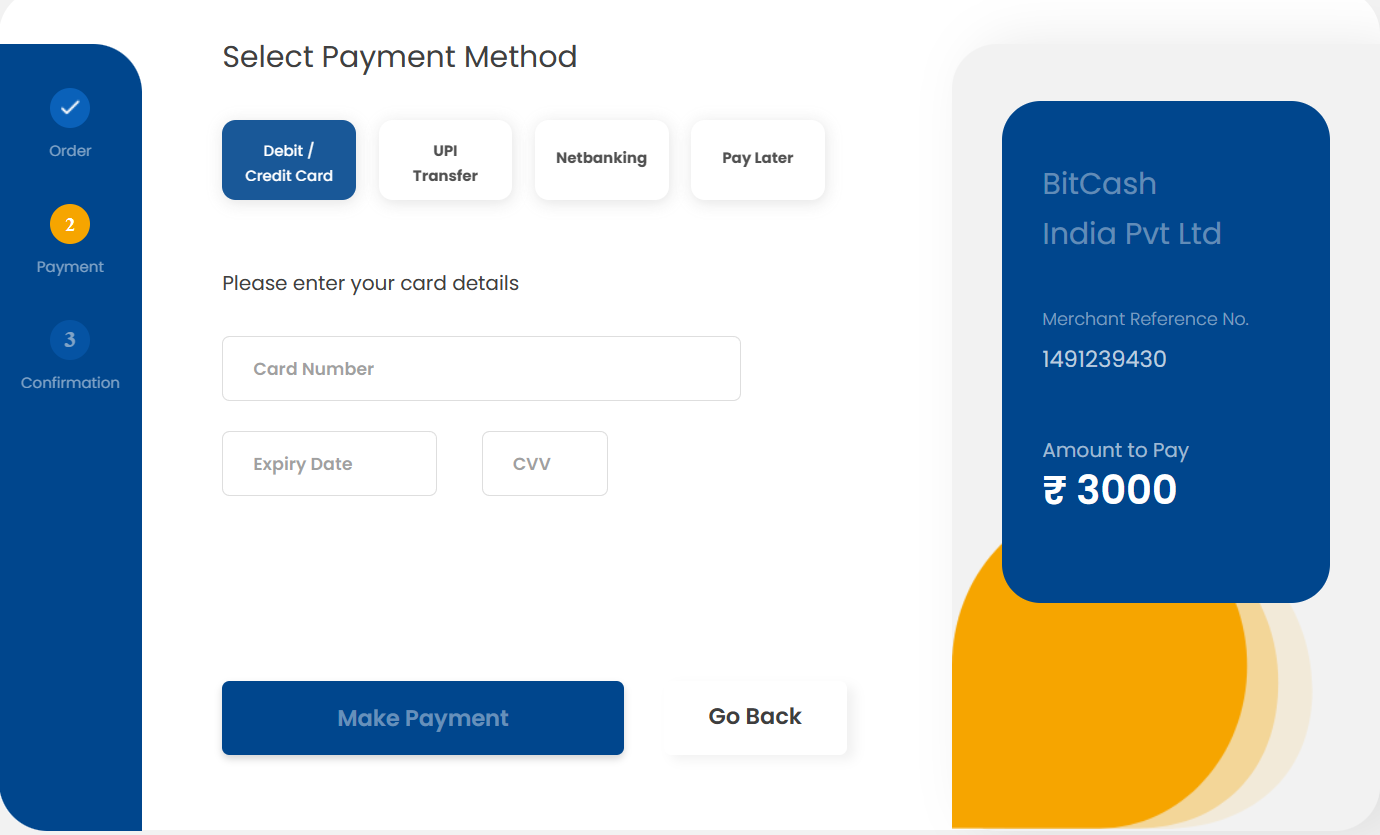 Select Payment Method
Order
2
Payment
3
Confirmation
Debit /
Credit Card
UPI
Transfer
Netbanking
Pay Later
Please enter your card details
Card Number
Expiry Date
CVV
Make Payment
Go Back
BitCash
India Pvt Ltd
Merchant Reference No.
1491239430
Amount to Pay
₹ 3000